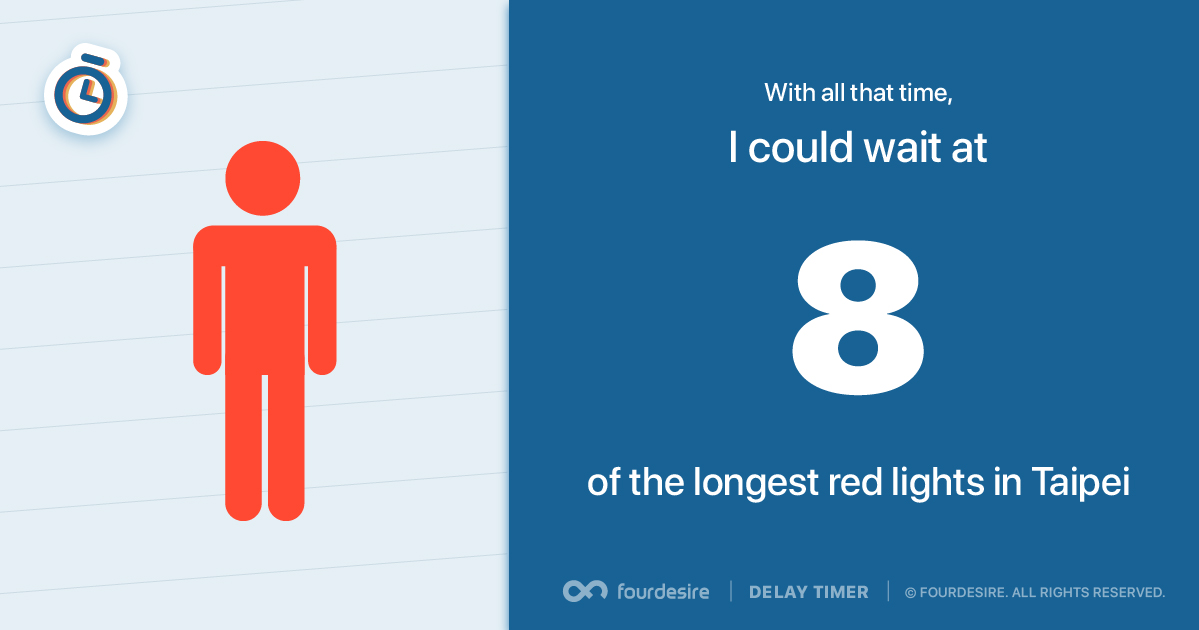 With all that time,
I could wait at
8
of the longest red lights in Taipei
fourdesire | DELAY TIMER | © FOURDESIRE. ALL RIGHTS RESERVED.